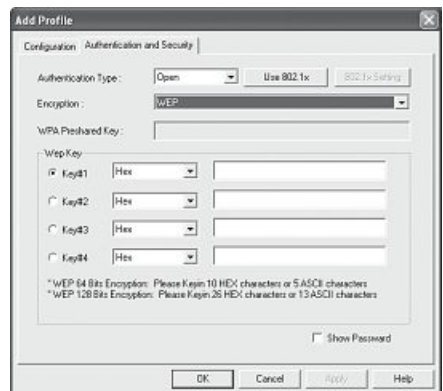 Add Profile
Configuration Authentication and Security
Authentication Type : Open Use 802.1x 802.1x Setting
Encryption : WEP
WPA Preshared Key :
Wep Key
Key#1 Hex
Key#2 Hex
Key#3 Hex
Key#4 Hex
* WEP 64 Bits Encryption: Please Keyin 10 HEX characters or 5 ASCII characters
* WEP 128 Bits Encryption: Please Keyin 26 HEX characters or 13 ASCII characters
Show Password
OK Cancel Apply Help